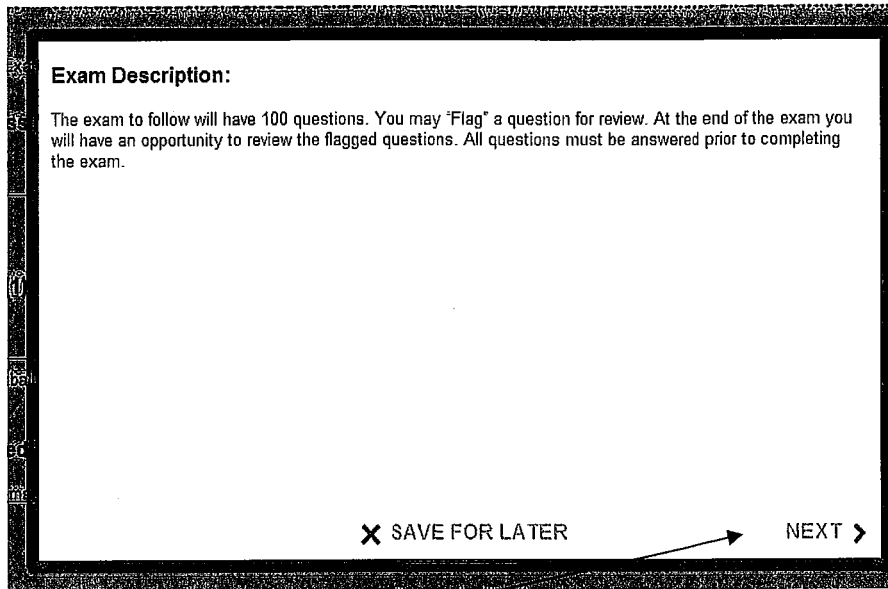 Exam Description:
The exam to follow will have 100 questions. You may "Flag" a question for review. At the end of the exam you
will have an opportunity to review the flagged questions. All questions must be answered prior to completing
the exam.
SAVE FOR LATER
NEXT